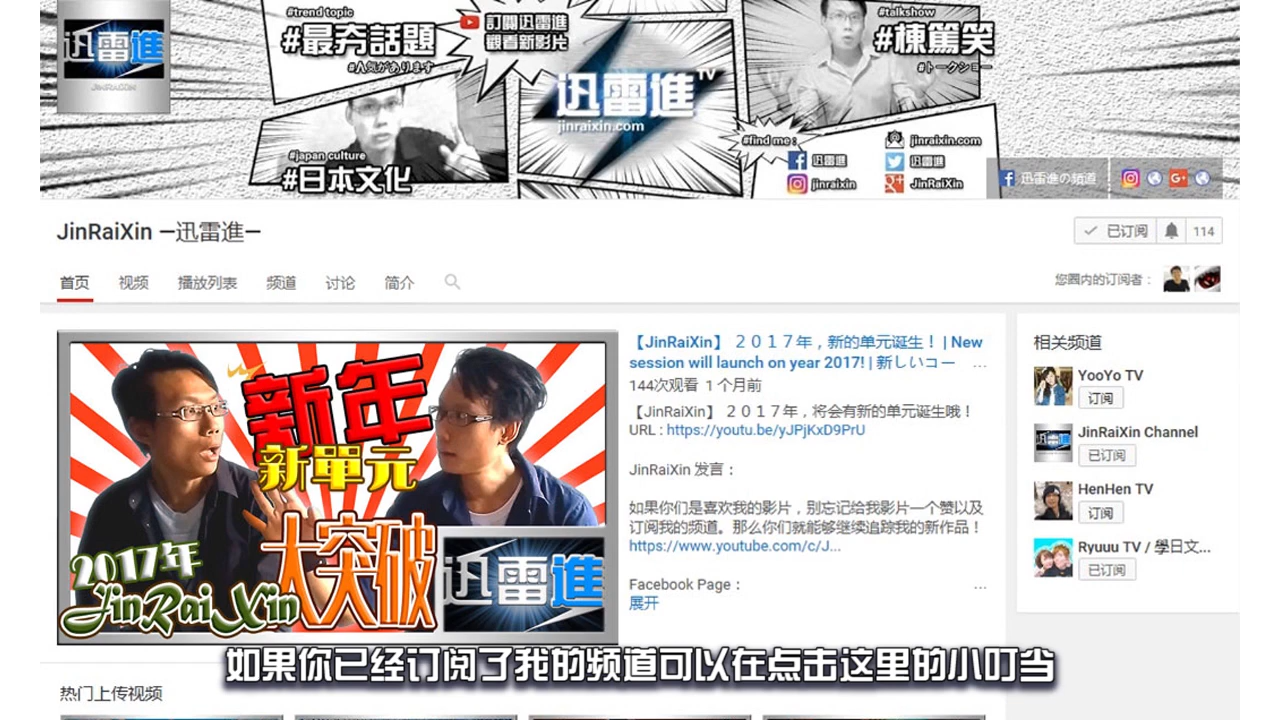 迅雷進
JINRAIXIN
#trend topic
#最夯話題
#人気があります
訂閱迅雷進
觀看新影片
迅雷進TV
jinraixin.com
#talkshow
#棟篤笑
#トークショー
#japan culture
#日本文化
#find me :
迅雷進
jinraixin
jinraixin.com
迅雷進
JinRaiXin
迅雷進の頻道
JinRaiXin —迅雷進—
已订阅
114
首页
视频
播放列表
频道
讨论
简介
您圈内的订阅者：
新年
新單元
大突破
2017年
JinRaiXin
迅雷進
【JinRaiXin】 ２０１７年，新的单元诞生！ | New
session will launch on year 2017! | 新しいコー ...
144次观看 1 个月前
【JinRaiXin】 ２０１７年，将会有新的单元诞生哦！
URL : https://youtu.be/yJPjKxD9PrU
JinRaiXin 发言：
如果你们是喜欢我的影片，别忘记给我影片一个赞以及
订阅我的频道。那么你们就能够继续追踪我的新作品！
https://www.youtube.com/c/J...
Facebook Page： ...
展开
相关频道
YooYo TV
订阅
迅雷進
JinRaiXin Channel
已订阅
HenHen TV
订阅
Ryuuu TV / 學日文...
已订阅
如果你已经订阅了我的频道可以在点击这里的小叮当
热门上传视频